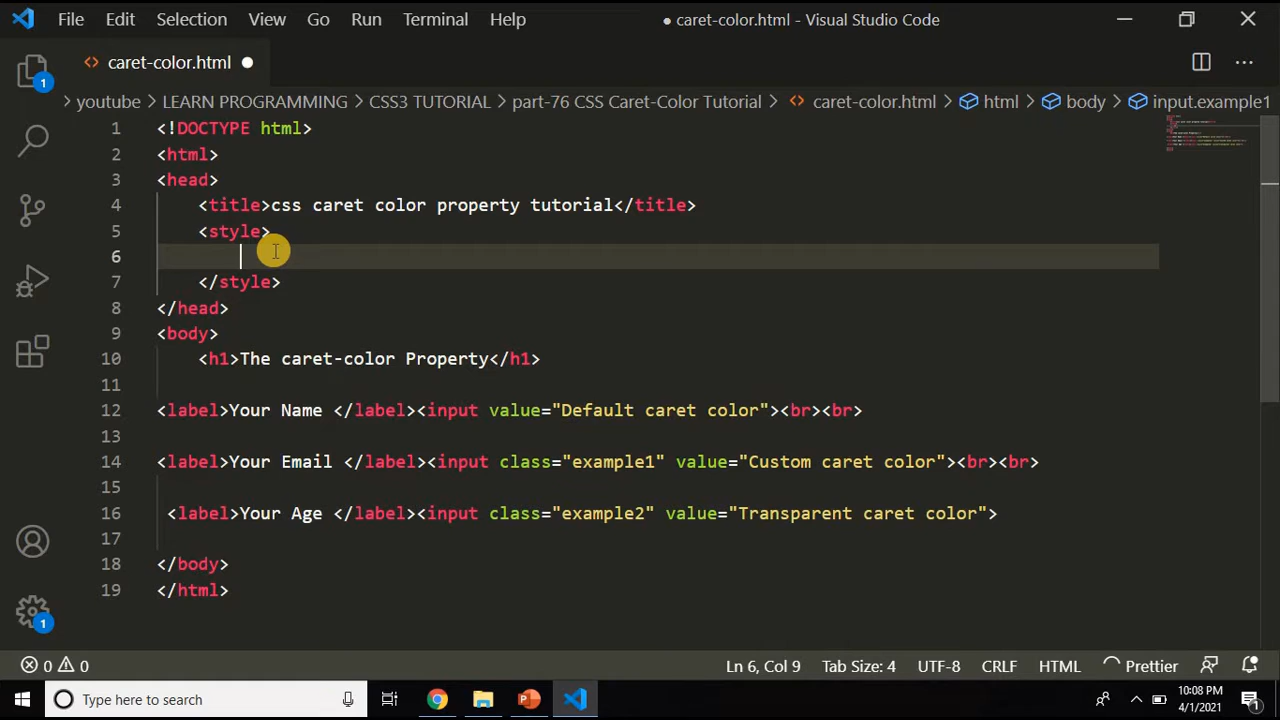 File Edit Selection View Go Run Terminal Help ● caret-color.html - Visual Studio Code
caret-color.html
youtube > LEARN PROGRAMMING > CSS3 TUTORIAL > part-76 CSS Caret-Color Tutorial > caret-color.html > html > body > input.example1
1 <!DOCTYPE html>
2 <html>
3 <head>
4 <title>css caret color property tutorial</title>
5 <style>
6
7 </style>
8 </head>
9 <body>
10 <h1>The caret-color Property</h1>
11
12 <label>Your Name </label><input value="Default caret color"><br><br>
13
14 <label>Your Email </label><input class="example1" value="Custom caret color"><br><br>
15
16 <label>Your Age </label><input class="example2" value="Transparent caret color">
17
18 </body>
19 </html>
1
1
0 0 Ln 6, Col 9 Tab Size: 4 UTF-8 CRLF HTML Prettier
Type here to search
10:08 PM
4/1/2021
1